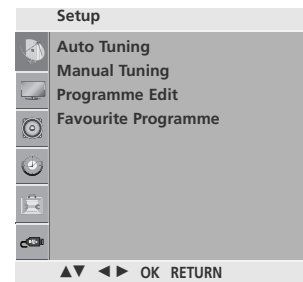 Setup
Auto Tuning
Manual Tuning
Programme Edit
Favourite Programme
▲▼ ◄► OK RETURN